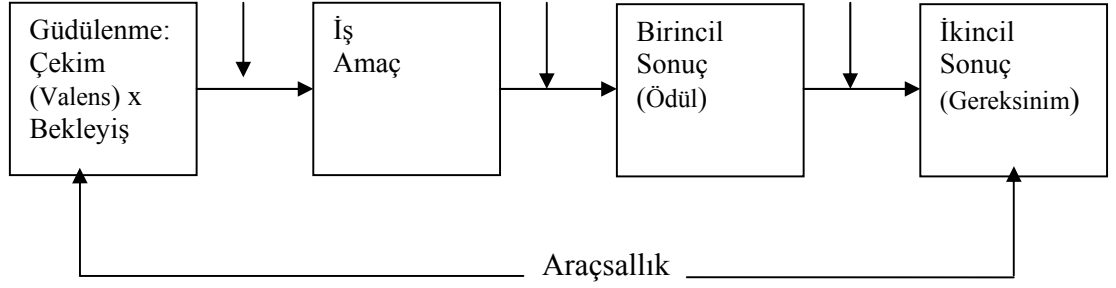 Güdülenme:
Çekim
(Valens) x
Bekleyiş
İş
Amaç
Birincil
Sonuç
(Ödül)
İkincil
Sonuç
(Gereksinim)
Araçsallık